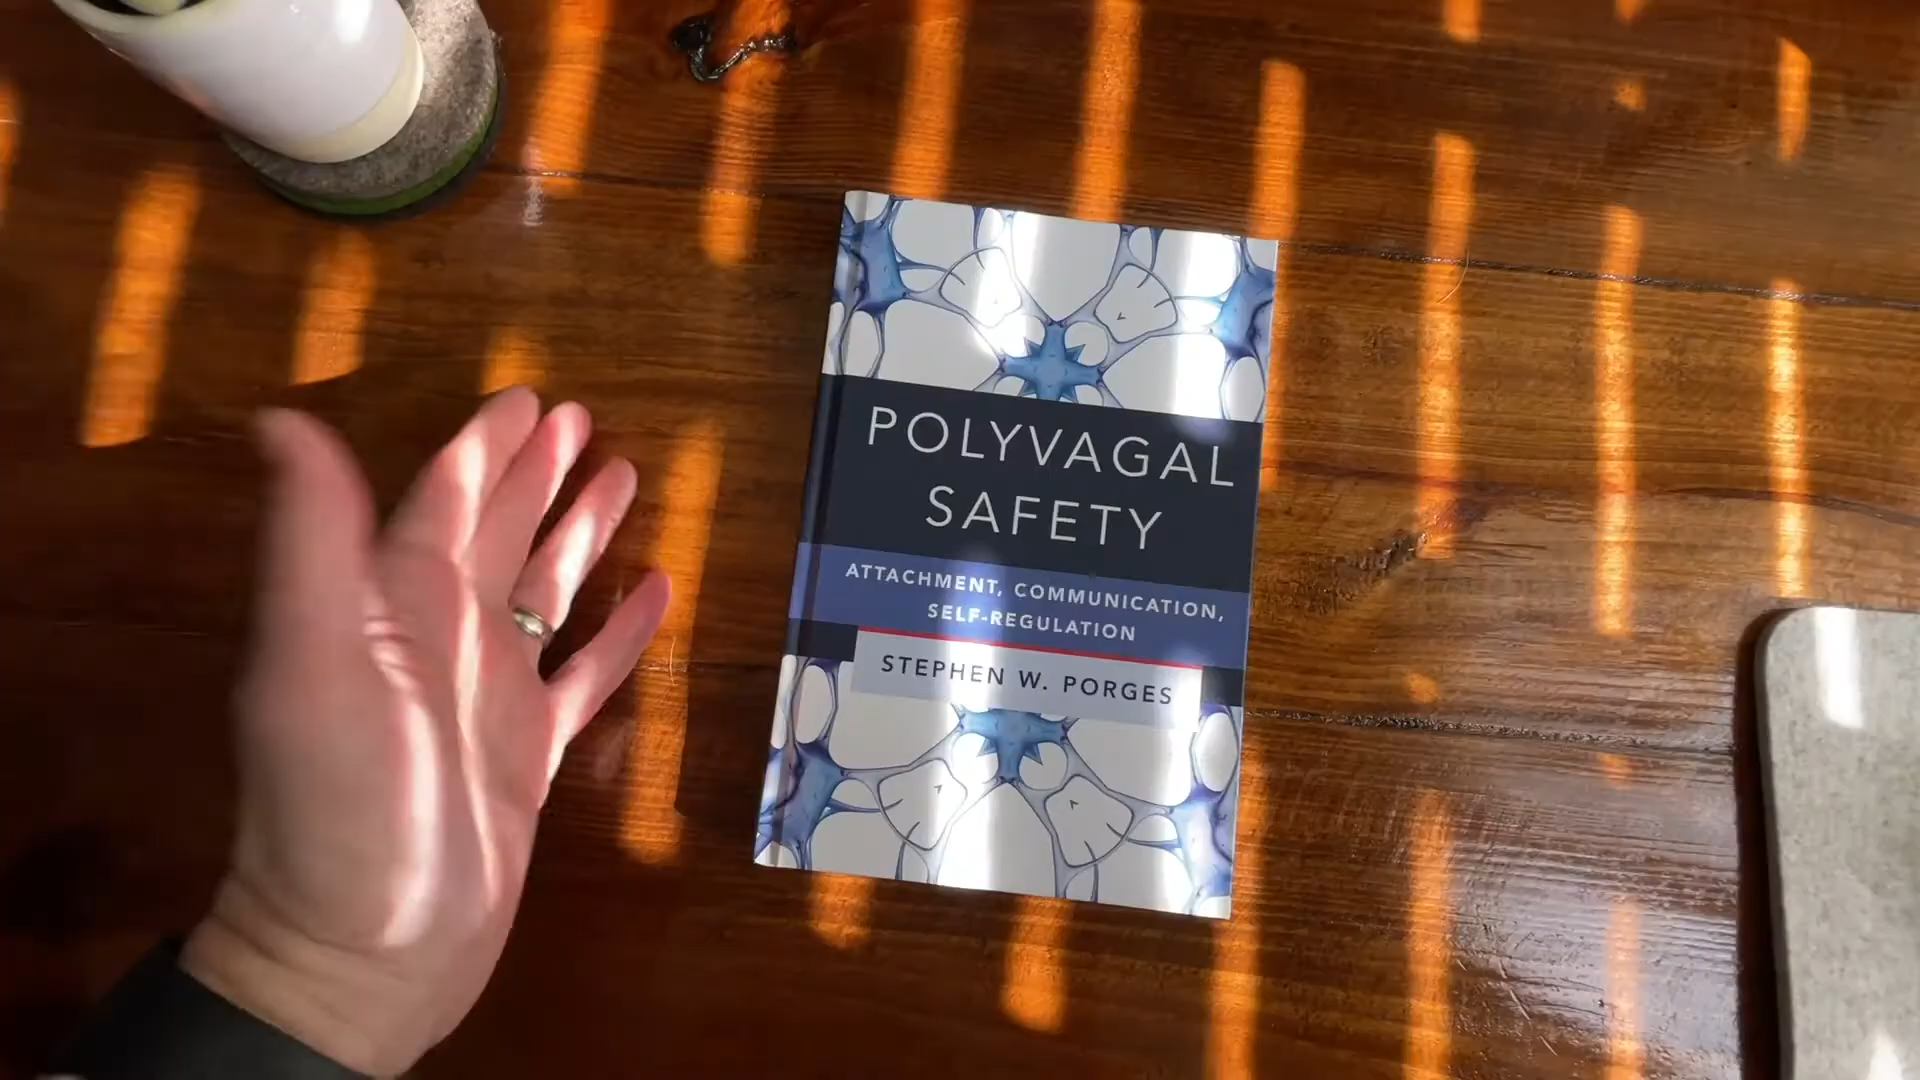 POLYVAGAL
SAFETY
ATTACHMENT, COMMUNICATION,
SELF-REGULATION
STEPHEN W. PORGES